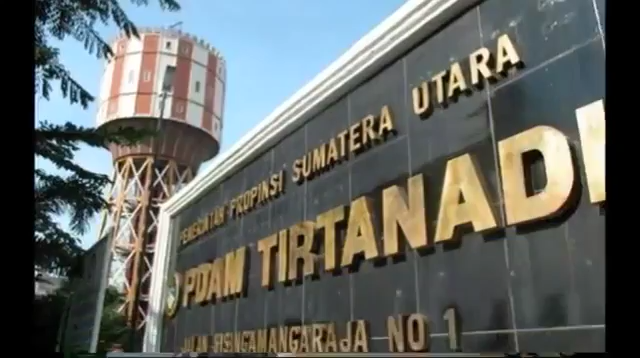 PEMERINTAH PROPINSI SUMATERA UTARA
PDAM TIRTANADI
JALAN SISINGAMANGARAJA NO 1